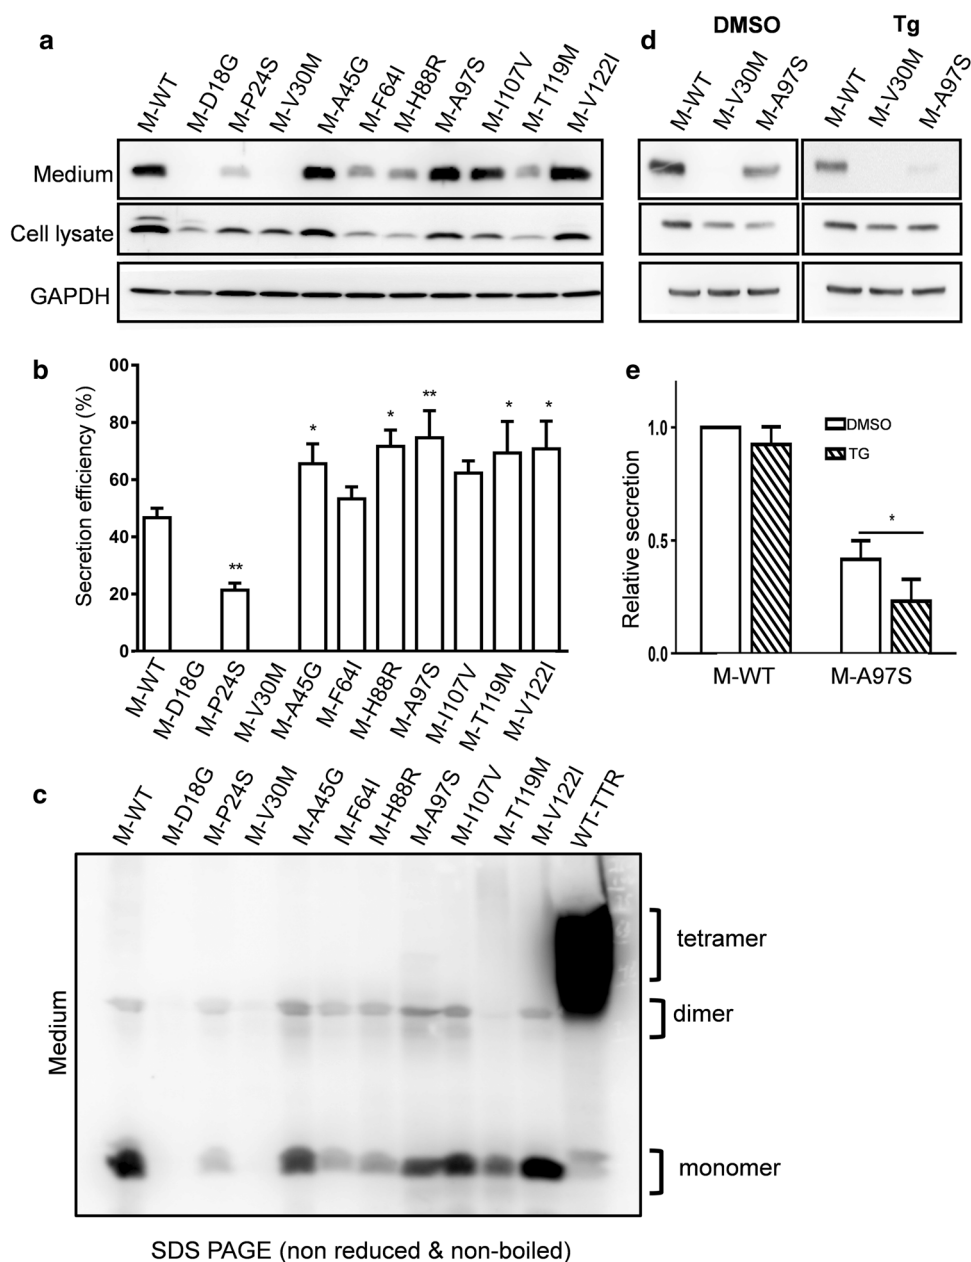 a
M-WT
M-D18G
M-P24S
M-V30M
M-A45G
M-F64I
M-H88R
M-A97S
M-I107V
M-T119M
M-V122I
Medium
Cell lysate
GAPDH
d
DMSO
Tg
M-WT
M-V30M
M-A97S
M-WT
M-V30M
M-A97S
b
Secretion efficiency (%)
00
80
60
40
20
0
**
*
*
**
*
*
M-WT
M-D18G
M-P24S
M-V30M
M-A45G
M-F64I
M-H88R
M-A97S
M-I107V
M-T119M
M-V122I
e
Relative secretion
1.0
0.5
0.0
DMSO
TG
*
M-WT
M-A97S
c
M-WT
M-D18G
M-P24S
M-V30M
M-A45G
M-F64I
M-H88R
M-A97S
M-I107V
M-T119M
M-V122I
WT-TTR
Medium
tetramer
dimer
monomer
SDS PAGE (non reduced & non-boiled)